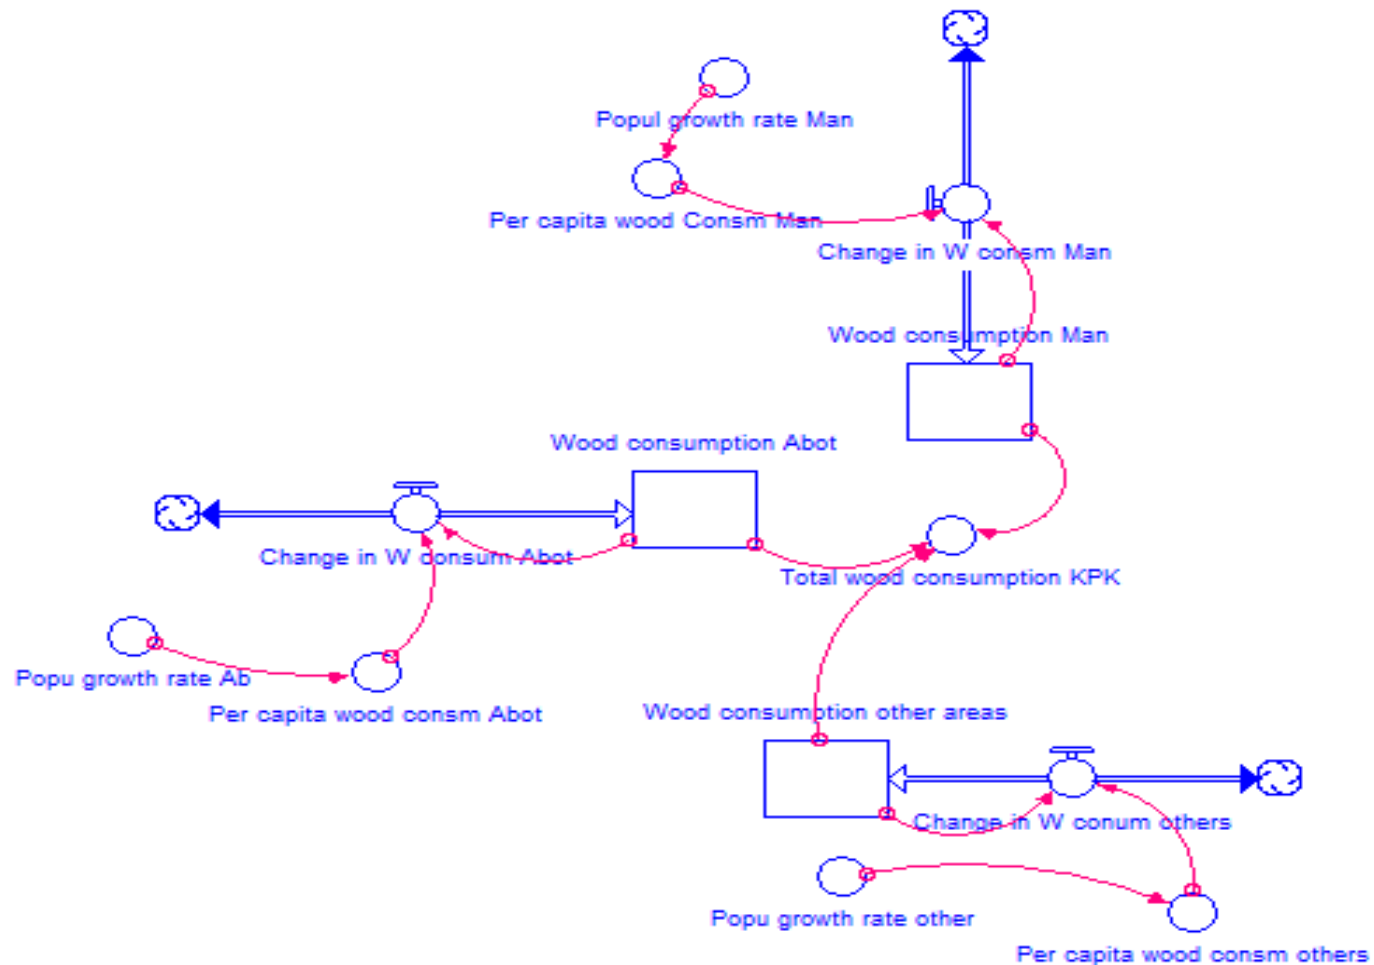 Popul growth rate Man
Per capita wood Consm Man
Change in W consm Man
Wood consumption Man
Wood consumption Abot
Change in W consum Abot
Total wood consumption KPK
Popu growth rate Ab
Per capita wood consm Abot
Wood consumption other areas
Change in W conum others
Popu growth rate other
Per capita wood consm others